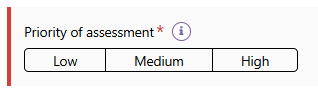 Priority of assessment * i
Low Medium High